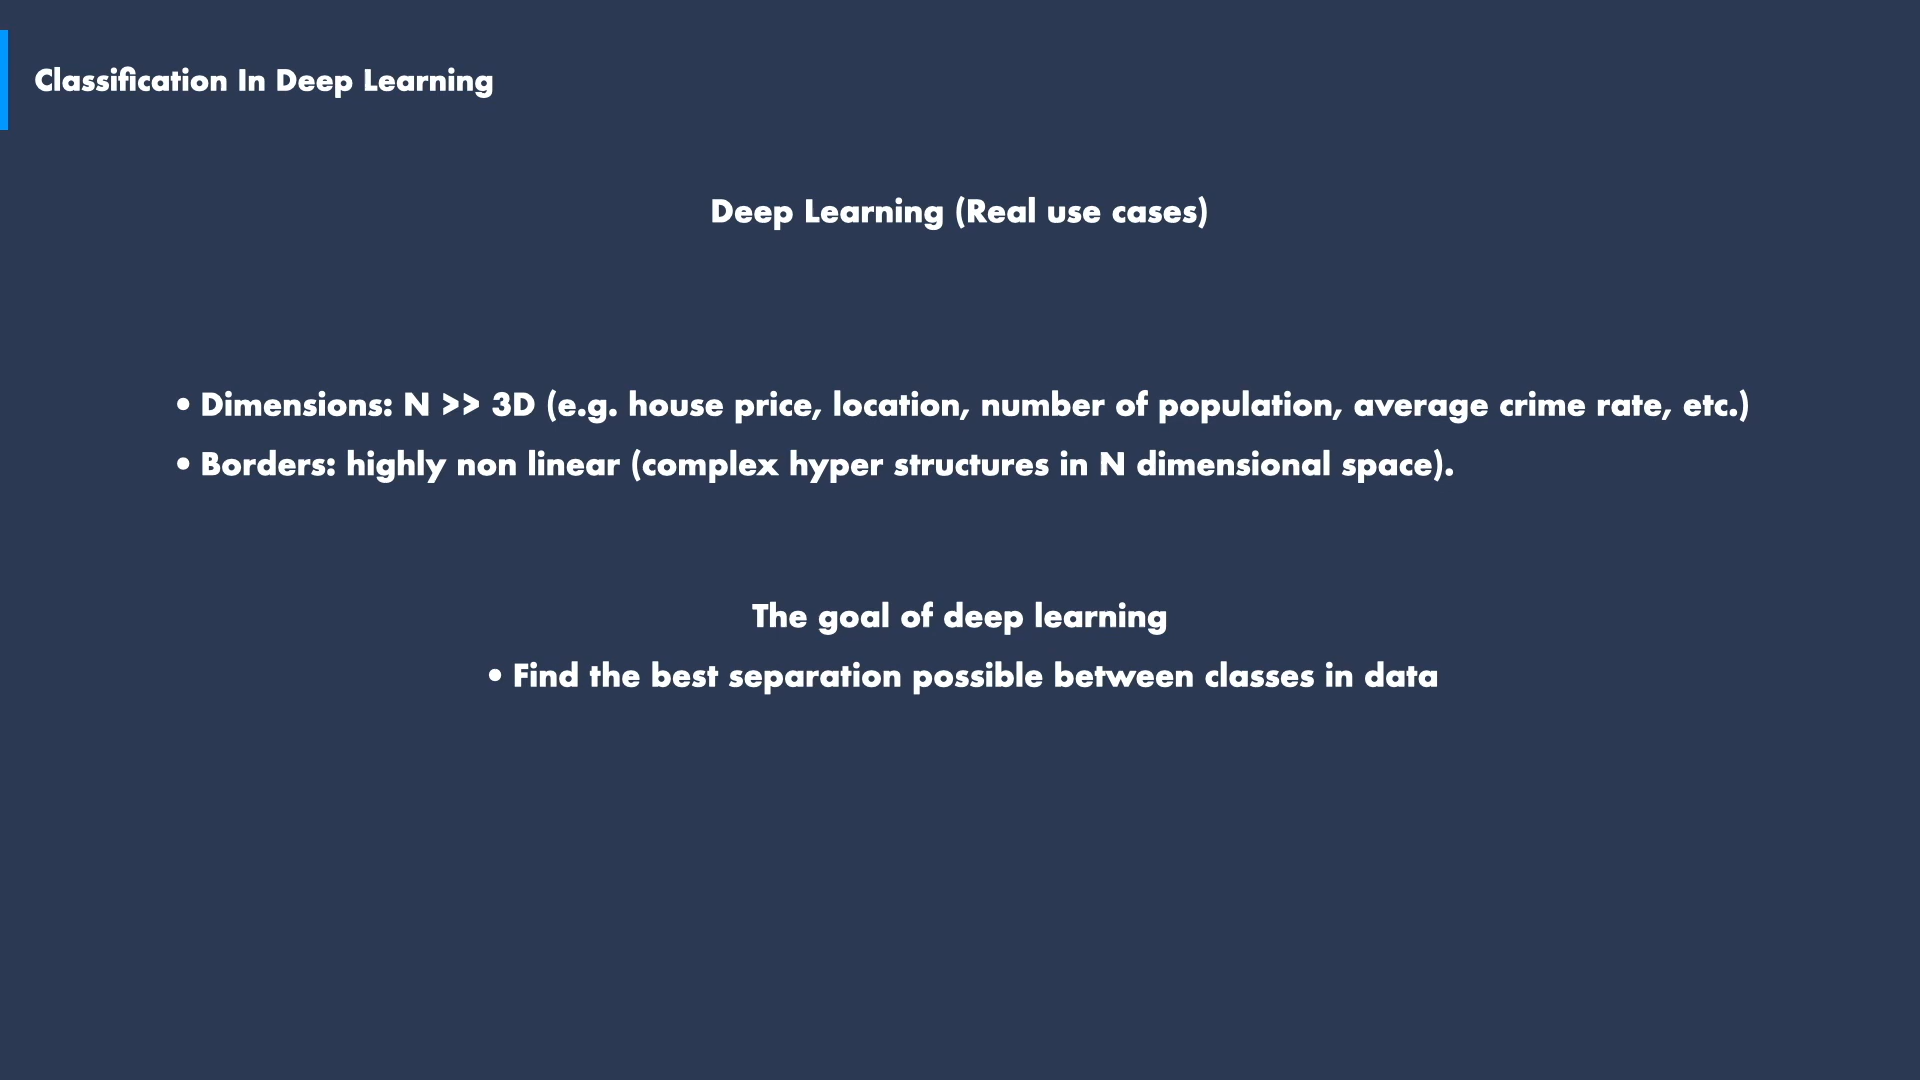 Classification In Deep Learning
Deep Learning (Real use cases)
• Dimensions: N >> 3D (e.g. house price, location, number of population, average crime rate, etc.)
• Borders: highly non linear (complex hyper structures in N dimensional space).
The goal of deep learning
• Find the best separation possible between classes in data